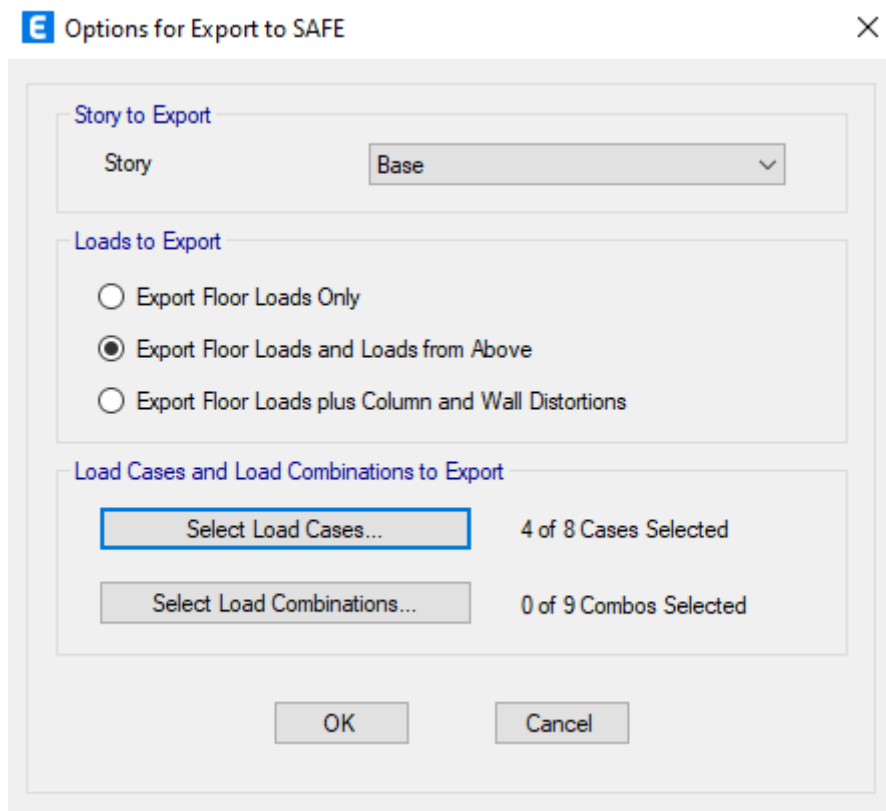 E Options for Export to SAFE
Story to Export
Story Base
Loads to Export
Export Floor Loads Only
Export Floor Loads and Loads from Above
Export Floor Loads plus Column and Wall Distortions
Load Cases and Load Combinations to Export
Select Load Cases... 4 of 8 Cases Selected
Select Load Combinations... 0 of 9 Combos Selected
OK Cancel